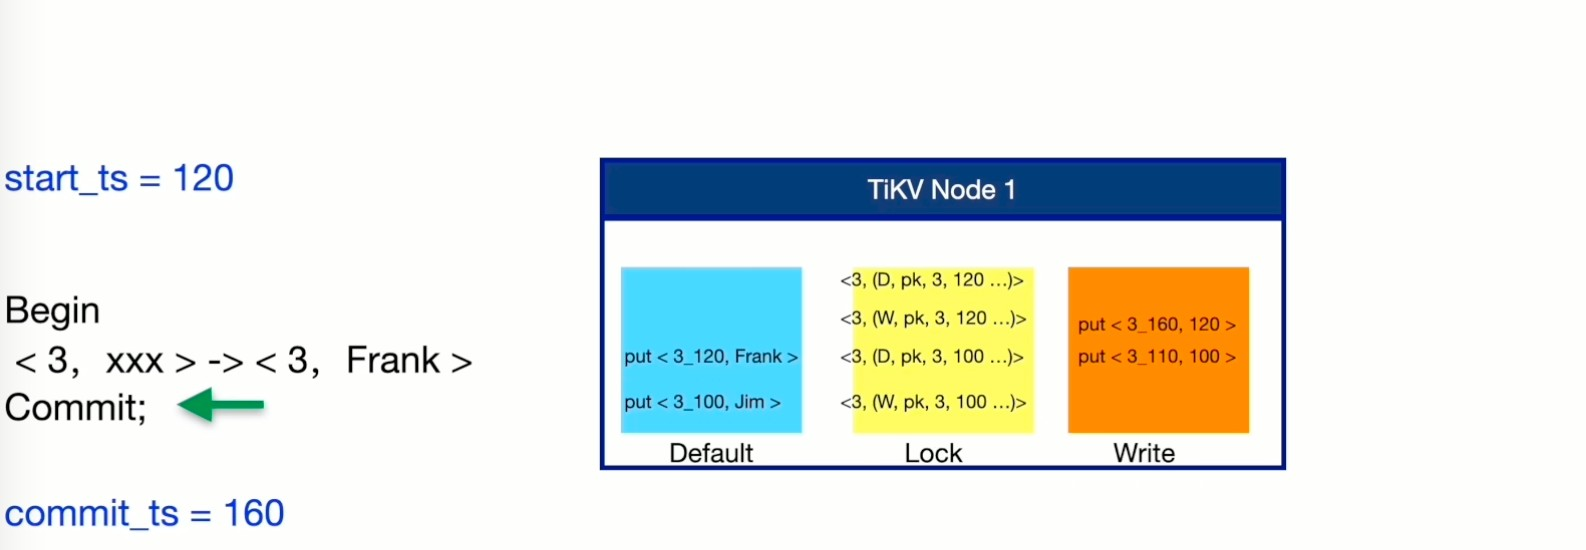 start_ts = 120
Begin
< 3, xxx > -> < 3, Frank >
Commit;
commit_ts = 160
TiKV Node 1
put < 3_120, Frank >
put < 3_100, Jim >
Default
<3, (D, pk, 3, 120 ...)>
<3, (W, pk, 3, 120 ...)>
<3, (D, pk, 3, 100 ...)>
<3, (W, pk, 3, 100 ...)>
Lock
put < 3_160, 120 >
put < 3_110, 100 >
Write